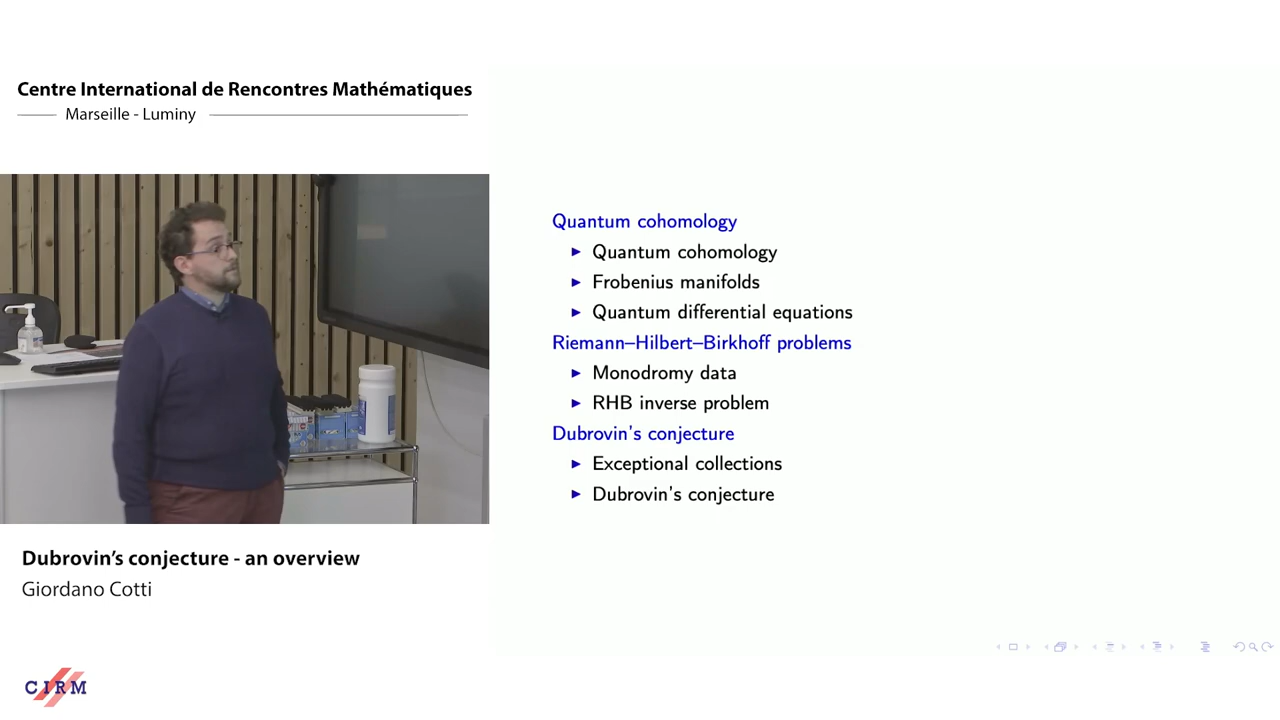 Centre International de Rencontres Mathématiques
Marseille - Luminy
Quantum cohomology
Quantum cohomology
Frobenius manifolds
Quantum differential equations
Riemann–Hilbert–Birkhoff problems
Monodromy data
RHB inverse problem
Dubrovin's conjecture
Exceptional collections
Dubrovin's conjecture
Dubrovin’s conjecture - an overview
Giordano Cotti
CIRM